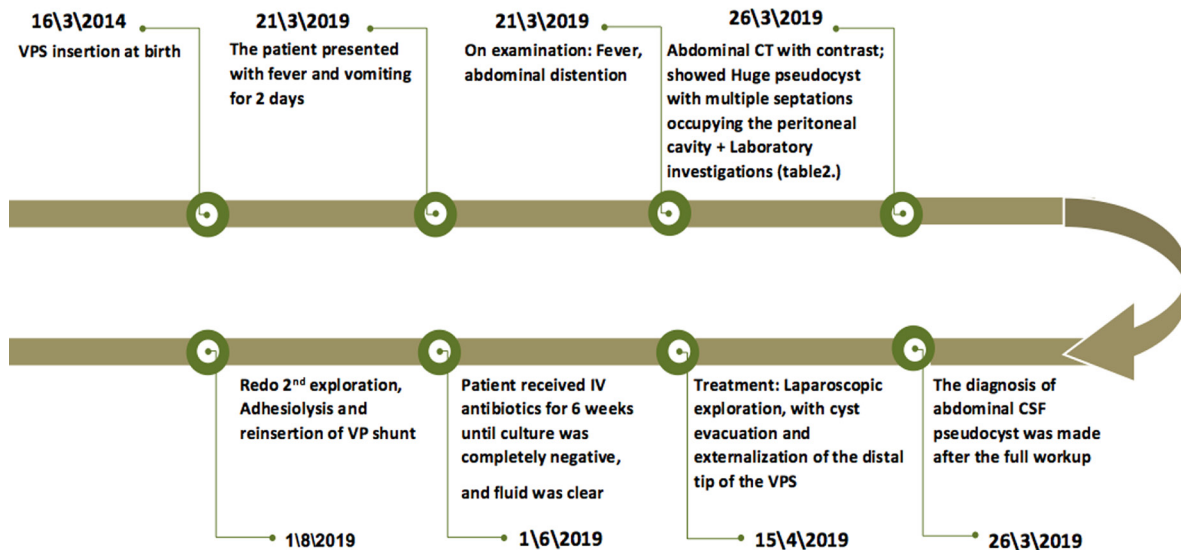 16\3\2014
VPS insertion at birth
21\3\2019
The patient presented
with fever and vomiting
for 2 days
21\3\2019
On examination: Fever,
abdominal distention
26\3\2019
Abdominal CT with contrast;
showed Huge pseudocyst
with multiple septations
occupying the peritoneal
cavity + Laboratory
investigations (table2.)
The diagnosis of
abdominal CSF
pseudocyst was made
after the full workup
26\3\2019
Treatment: Laparoscopic
exploration, with cyst
evacuation and
externalization of the distal
tip of the VPS
15\4\2019
Patient received IV
antibiotics for 6 weeks
until culture was
completely negative,
and fluid was clear
1\6\2019
Redo 2nd exploration,
Adhesiolysis and
reinsertion of VP shunt
1\8\2019